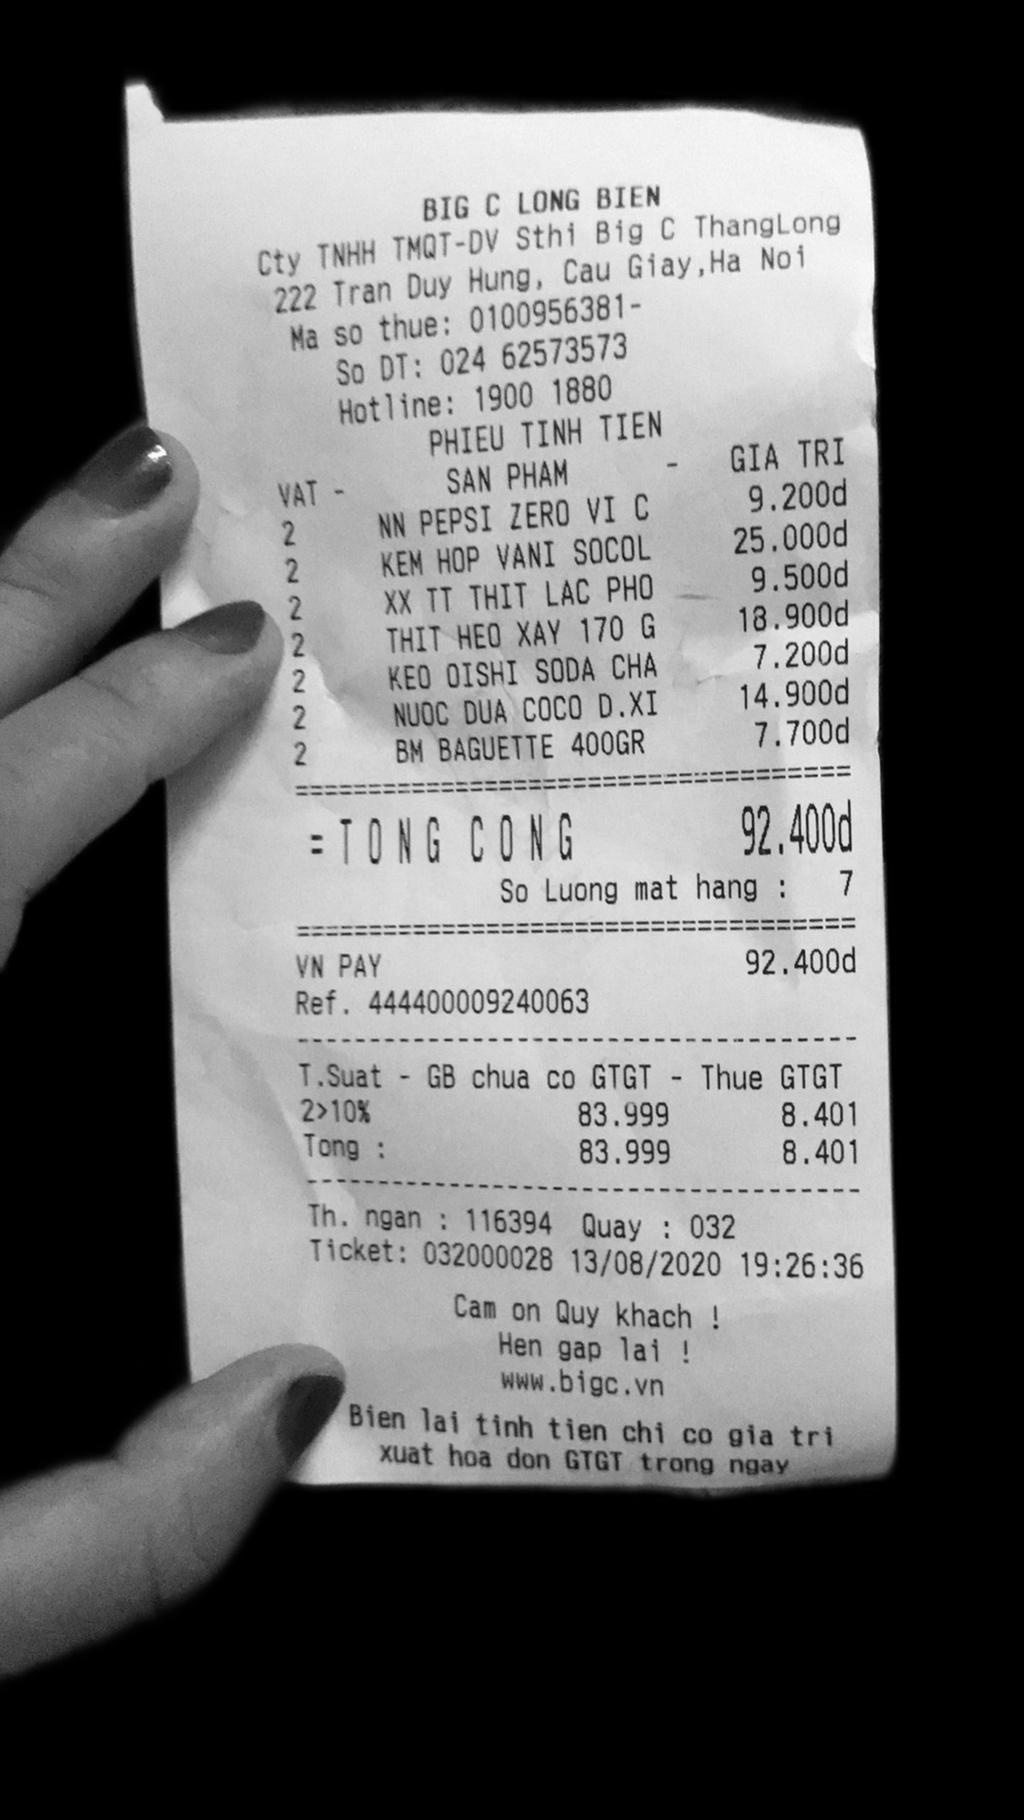 BIG C LONG BIEN
Cty TNHH TMQT-DV Sthi Big C ThangLong
222 Tran Duy Hung, Cau Giay,Ha Noi
Ma so thue: 0100956381-
So DT: 024 62573573
Hotline: 1900 1880
PHIEU TINH TIEN
VAT - SAN PHAM - GIA TRI
2 NN PEPSI ZERO VI C 9.200d
2 KEM HOP VANI SOCOL 25.000d
2 XX TT THIT LAC PHO 9.500d
2 THIT HEO XAY 170 G 18.900d
2 KEO OISHI SODA CHA 7.200d
2 NUOC DUA COCO D.XI 14.900d
2 BM BAGUETTE 400GR 7.700d
======================================
=TONG CONG 92.400d
So Luong mat hang : 7
======================================
VN PAY 92.400d
Ref. 444400009240063
--------------------------------------
T.Suat - GB chua co GTGT - Thue GTGT
2>10% 83.999 8.401
Tong : 83.999 8.401
--------------------------------------
Th. ngan : 116394 Quay : 032
Ticket: 032000028 13/08/2020 19:26:36
Cam on Quy khach !
Hen gap lai !
www.bigc.vn
Bien lai tinh tien chi co gia tri
xuat hoa don GTGT trong ngay